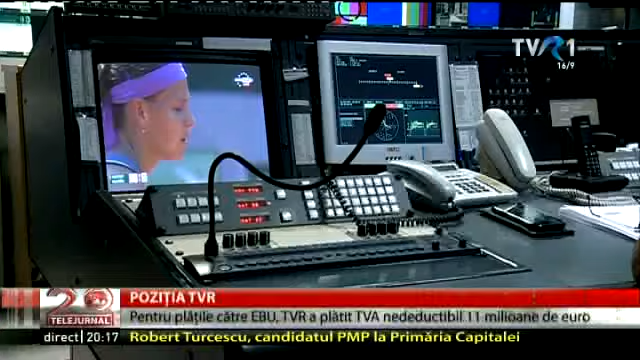 TVR1
16/9
POZIȚIA TVR
Pentru plățile către EBU, TVR a plătit TVA nedeductibil 11 milioane de euro
TELEJURNAL
direct 20:17
Robert Turcescu, candidatul PMP la Primăria Capitalei